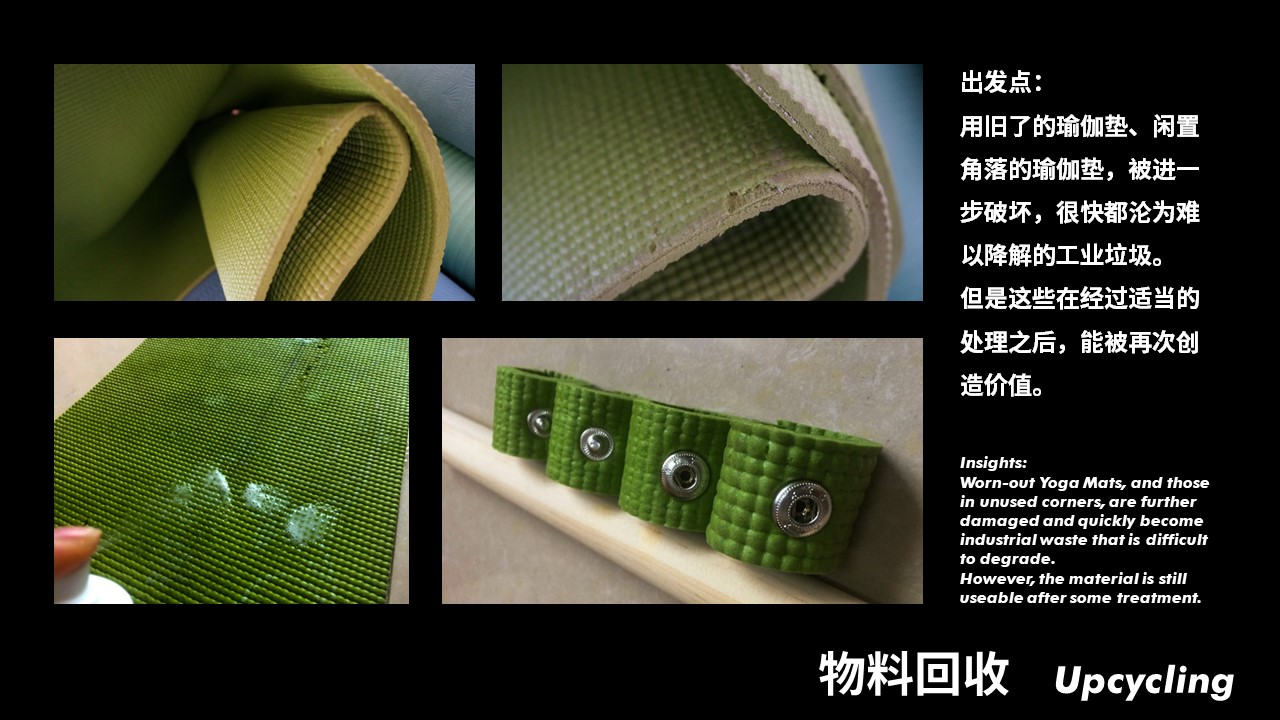 出发点：
用旧了的瑜伽垫、闲置
角落的瑜伽垫，被进一
步破坏，很快都沦为难
以降解的工业垃圾。
但是这些在经过适当的
处理之后，能被再次创
造价值。
Insights:
Worn-out Yoga Mats, and those
in unused corners, are further
damaged and quickly become
industrial waste that is difficult
to degrade.
However, the material is still
useable after some treatment.
物料回收 Upcycling